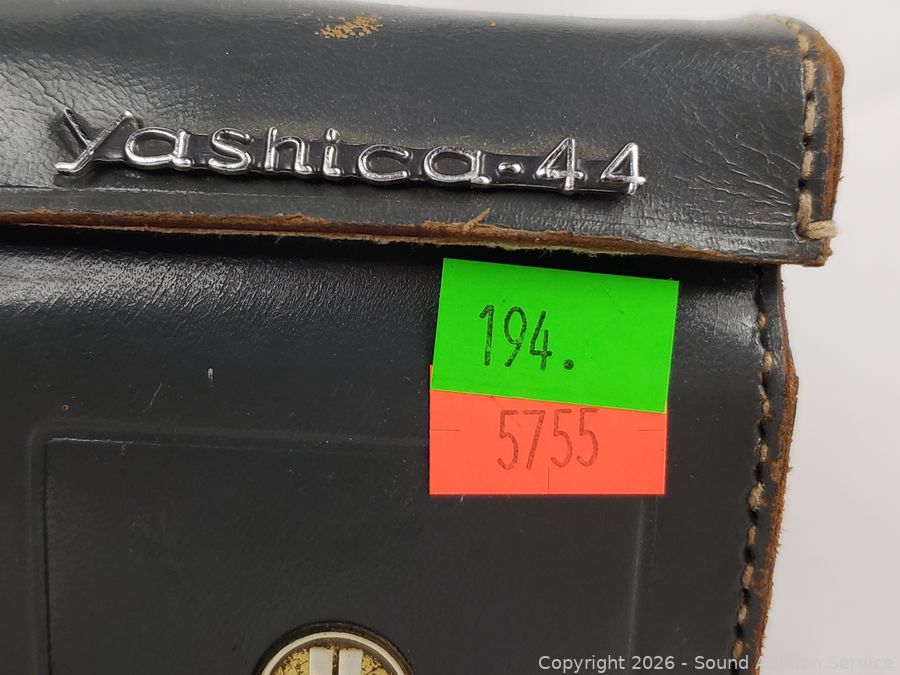 Yashica-44
194.
5755
Copyright 2026 - Sound Auction Service